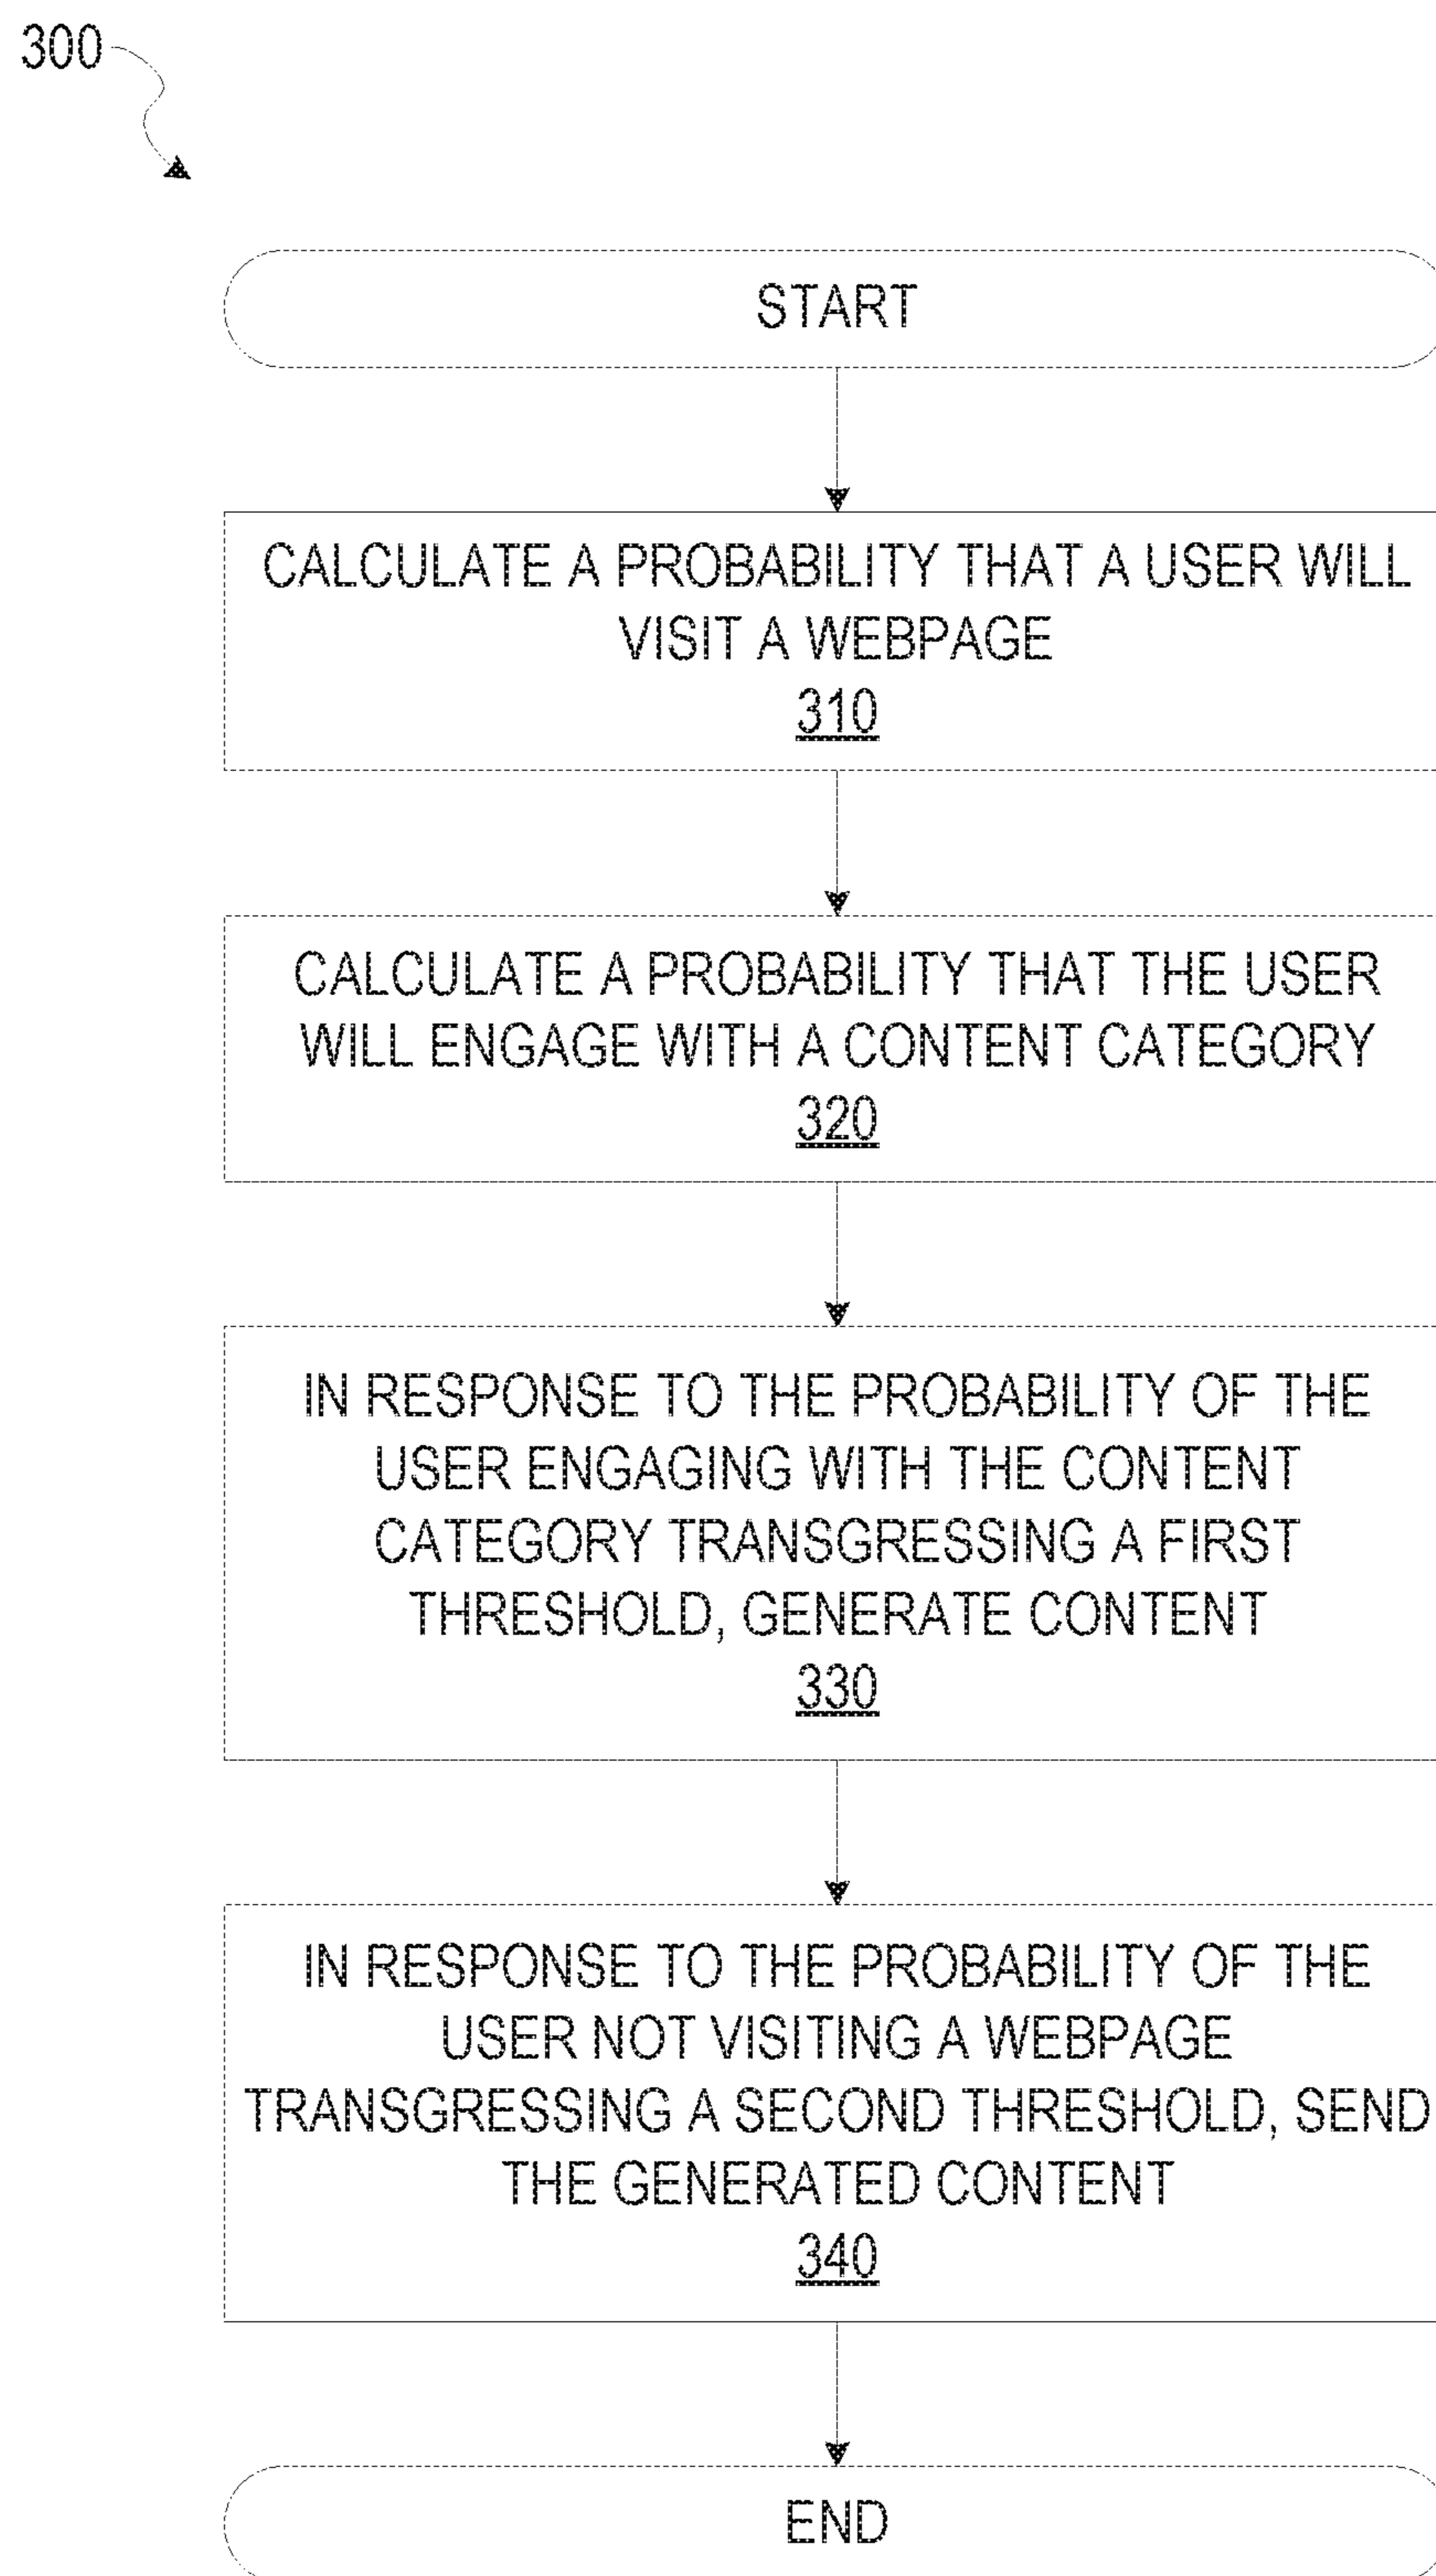 300
START
CALCULATE A PROBABILITY THAT A USER WILL
VISIT A WEBPAGE
310
CALCULATE A PROBABILITY THAT THE USER
WILL ENGAGE WITH A CONTENT CATEGORY
320
IN RESPONSE TO THE PROBABILITY OF THE
USER ENGAGING WITH THE CONTENT
CATEGORY TRANSGRESSING A FIRST
THRESHOLD, GENERATE CONTENT
330
IN RESPONSE TO THE PROBABILITY OF THE
USER NOT VISITING A WEBPAGE
TRANSGRESSING A SECOND THRESHOLD, SEND
THE GENERATED CONTENT
340
END